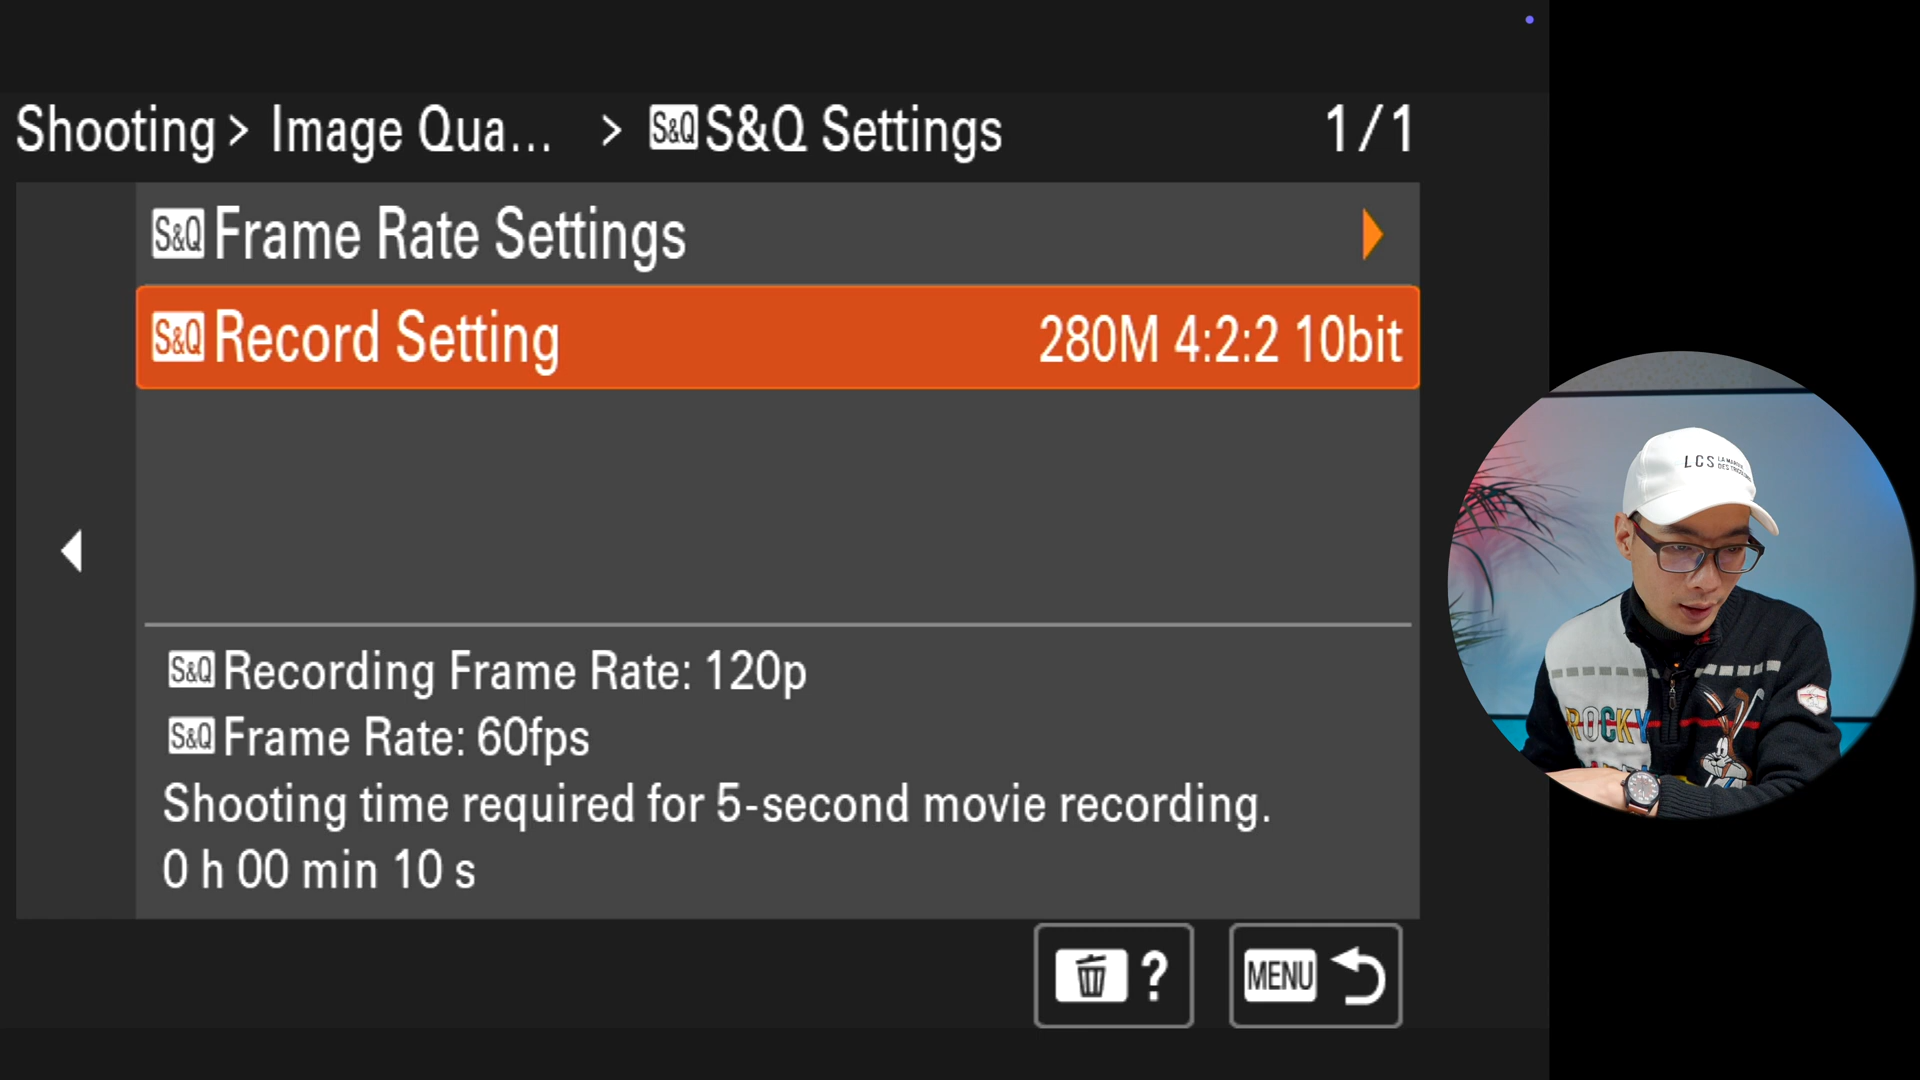 Shooting > Image Qua... > S&Q S&Q Settings 1/1
S&Q Frame Rate Settings
S&Q Record Setting 280M 4:2:2 10bit
S&Q Recording Frame Rate: 120p
S&Q Frame Rate: 60fps
Shooting time required for 5-second movie recording.
0 h 00 min 10 s
? MENU
LCS
ROCKY